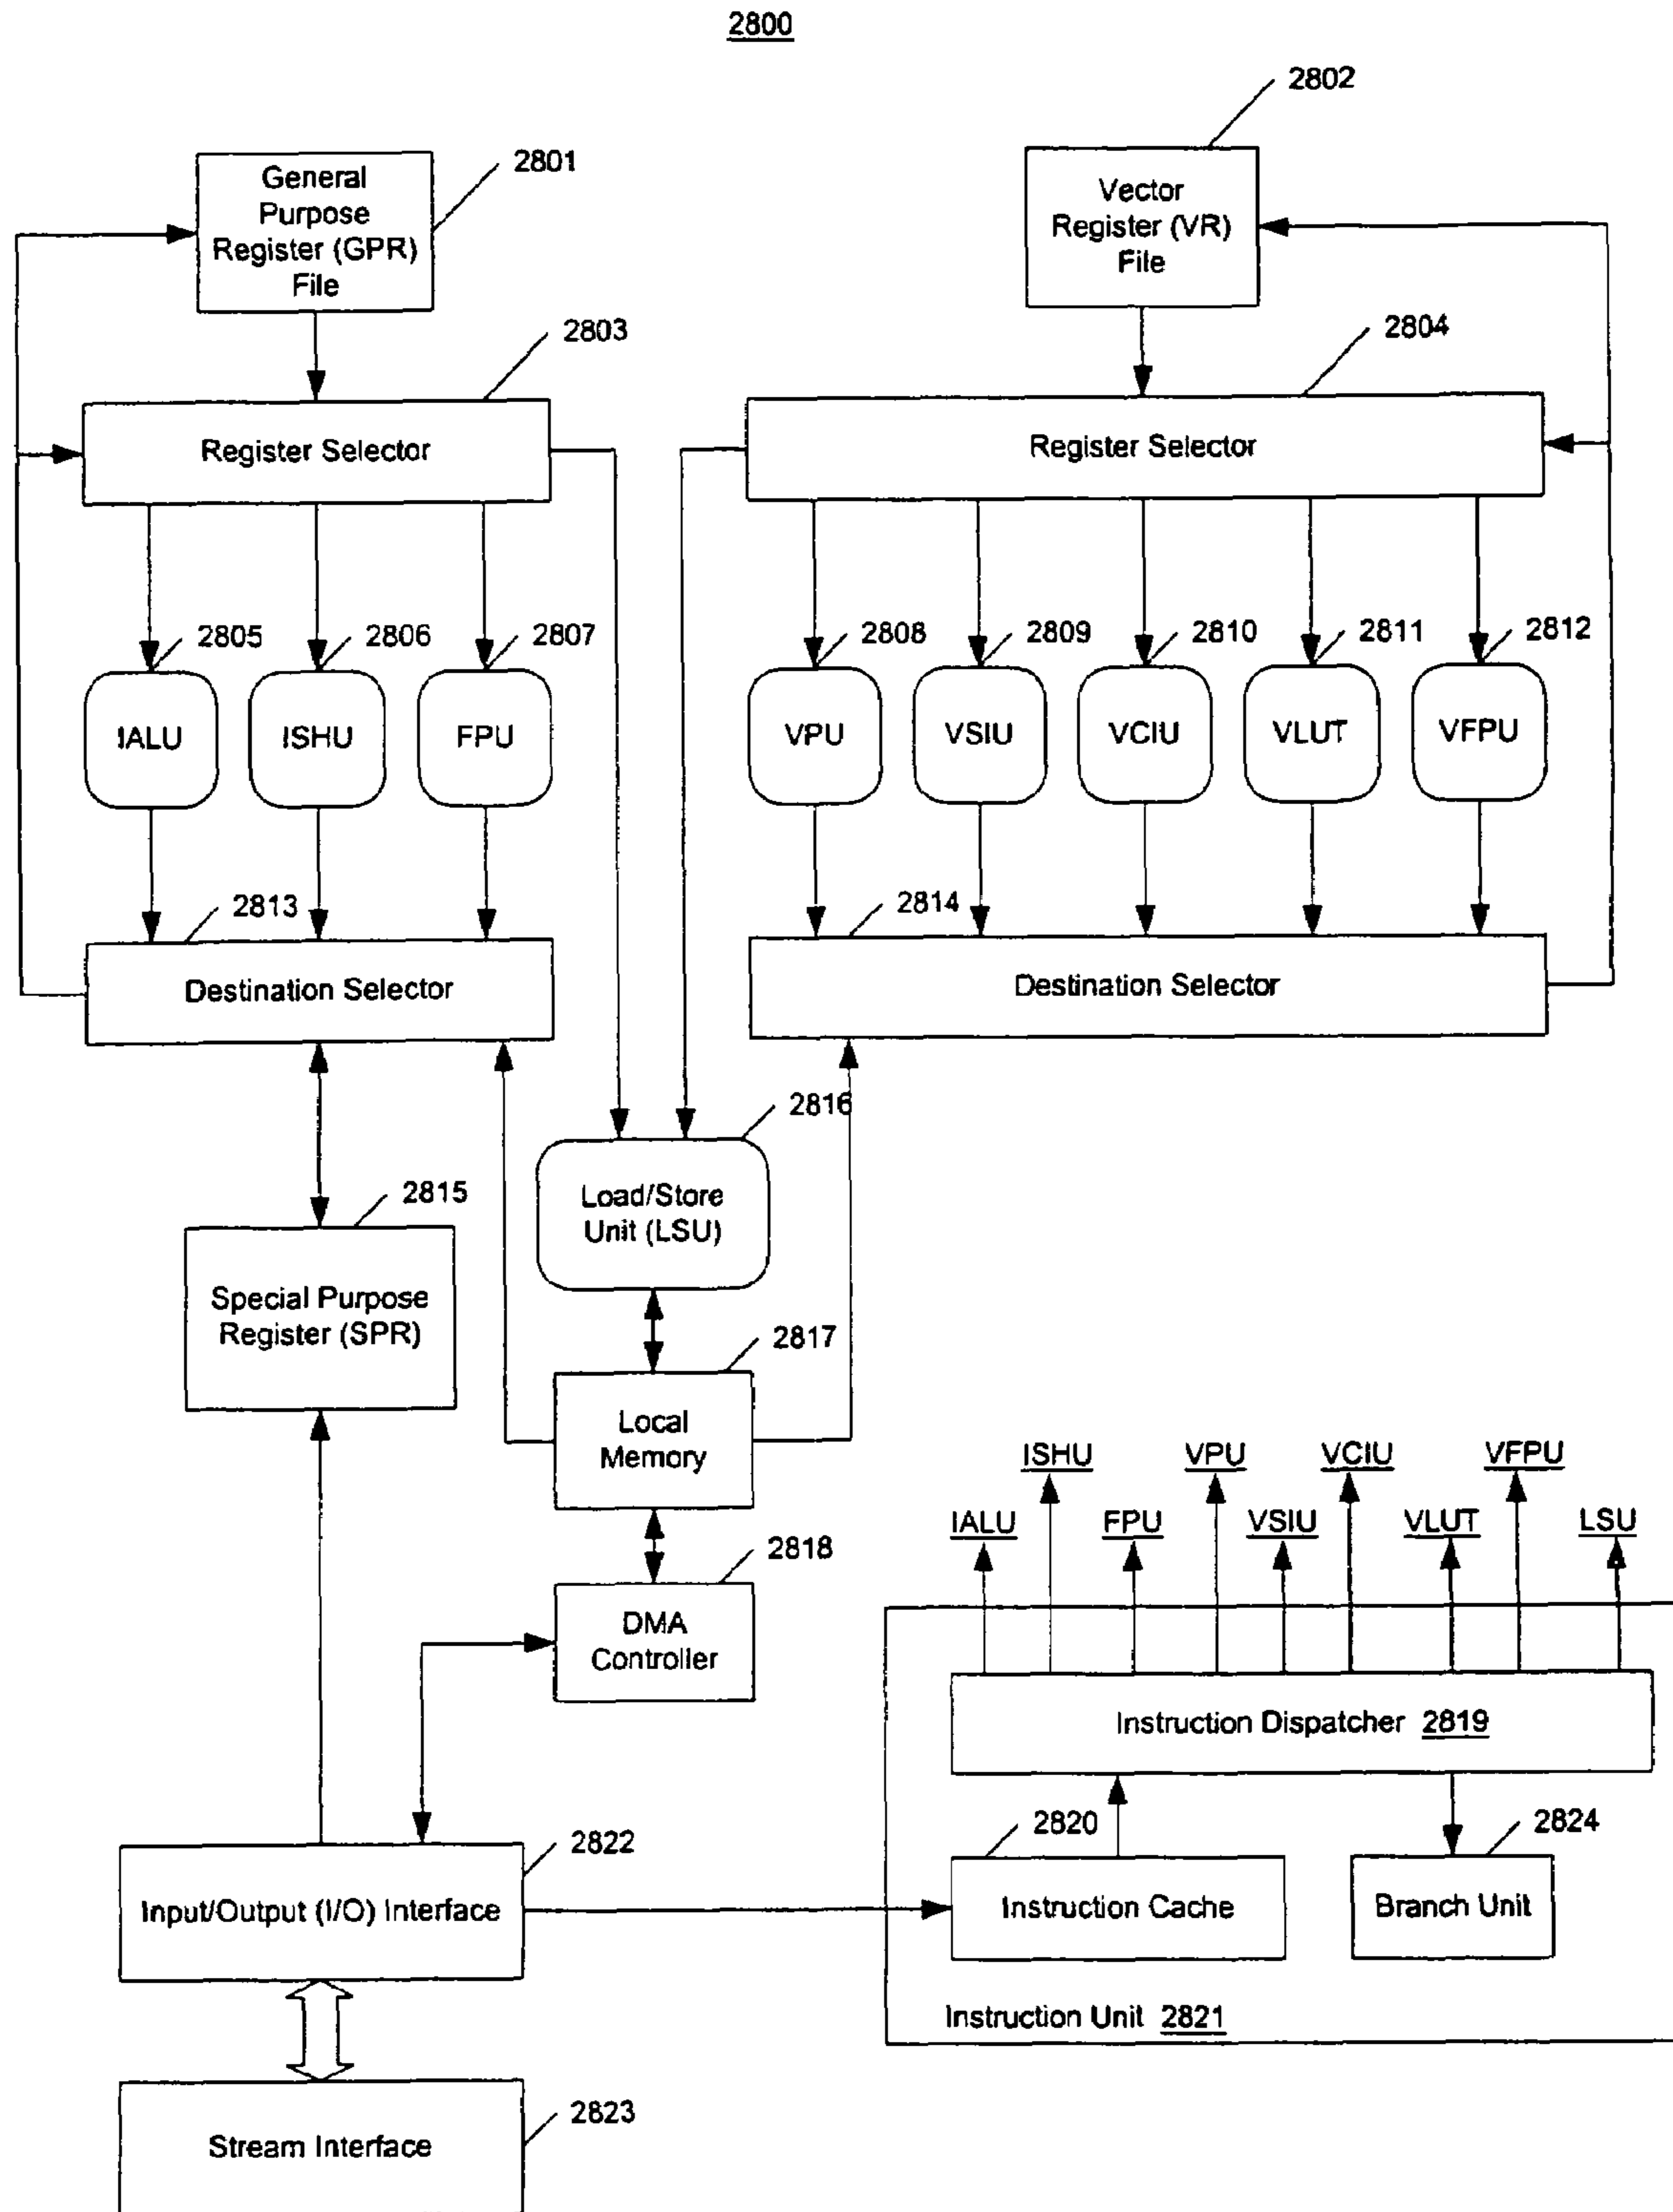 2800
2802
2801
General
Purpose
Register (GPR)
File
Vector
Register (VR)
File
2803
2804
Register Selector
Register Selector
2805
2806
2807
2808
2809
2810
2811
2812
IALU
ISHU
FPU
VPU
VSIU
VCIU
VLUT
VFPU
2813
2814
Destination Selector
Destination Selector
2816
2815
Load/Store
Unit (LSU)
Special Purpose
Register (SPR)
2817
Local
Memory
ISHU
VPU
VCIU
VFPU
IALU
FPU
VSIU
VLUT
LSU
2818
DMA
Controller
Instruction Dispatcher 2819
2820
2824
2822
Input/Output (I/O) Interface
Instruction Cache
Branch Unit
Instruction Unit 2821
2823
Stream Interface